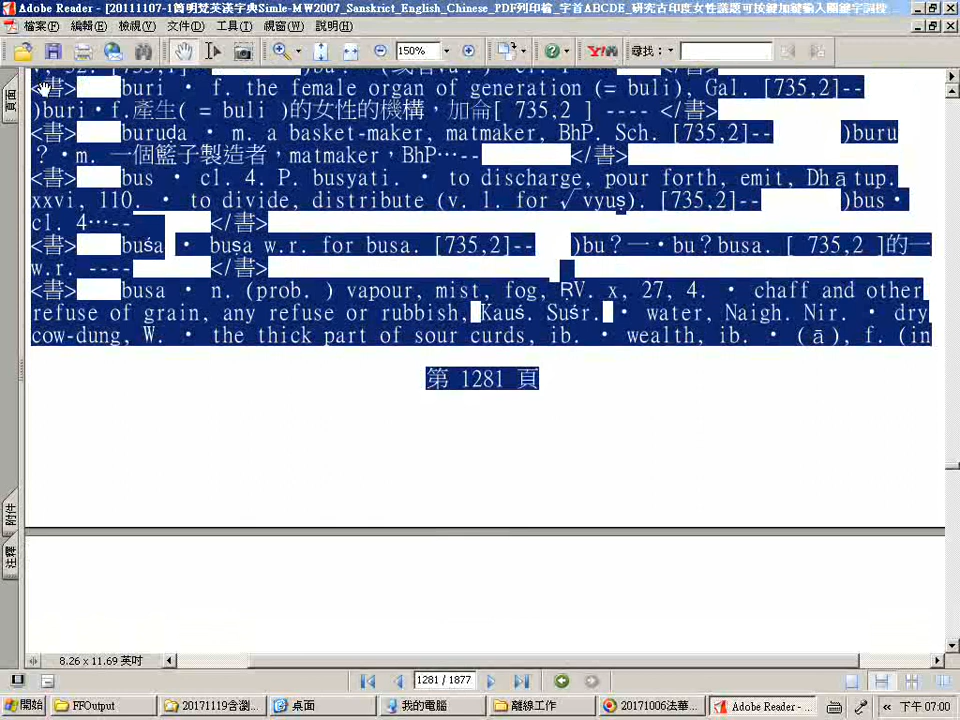 Adobe Reader - [20111107-1簡明梵英漢字典Simle-MW2007_Sanskrict_English_Chinese_PDF列印檔_字首ABCDE_研究古印度女性議題可按鍵加鍵輸入關鍵字詞搜
檔案(F) 編輯(E) 檢視(V) 文件(D) 工具(T) 視窗(W) 說明(H)
150% 尋找:
頁面
<書> buri · f. the female organ of generation (= buli), Gal. [735,2]--
)buri·f.產生( = buli )的女性的機構，加侖[ 735,2 ] ---- </書>
<書> buruḍa · m. a basket-maker, matmaker, BhP. Sch. [735,2]-- )buru
？·m. 一個籃子製造者，matmaker，BhP…-- </書>
<書> bus · cl. 4. P. busyati. · to discharge, pour forth, emit, Dhātup.
xxvi, 110. · to divide, distribute (v. l. for √vyuṣ). [735,2]-- )bus·
cl. 4…-- </書>
<書> buśa · buṣa w.r. for busa. [735,2]-- )bu？一·bu？busa. [ 735,2 ]的一
w.r. ---- </書>
<書> busa · n. (prob. ) vapour, mist, fog, ṚV. x, 27, 4. · chaff and other
refuse of grain, any refuse or rubbish, Kauś. Suśr. · water, Naigh. Nir. · dry
cow-dung, W. · the thick part of sour curds, ib. · wealth, ib. · (ā), f. (in
第 1281 頁
附件
注釋
8.26 x 11.69 英吋
1281 / 1877
開始 FFOutput 20171119含瀏... 桌面 我的電腦 離線工作 20171006法華... Adobe Reader - ... 下午 07:00